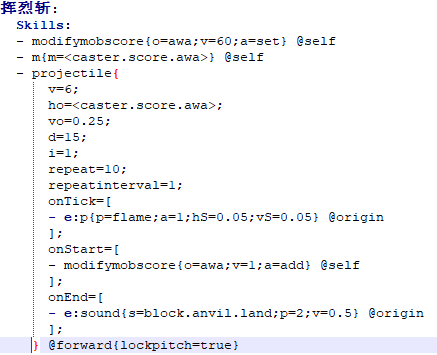 挥烈斩:
Skills:
- modifymobscore{o=awa;v=60;a=set} @self
- m{m=<caster.score.awa>} @self
- projectile{
v=6;
ho=<caster.score.awa>;
vo=0.25;
d=15;
i=1;
repeat=10;
repeatinterval=1;
onTick=[
- e:p{p=flame;a=1;hS=0.05;vS=0.05} @origin
];
onStart=[
- modifymobscore{o=awa;v=1;a=add} @self
];
onEnd=[
- e:sound{s=block.anvil.land;p=2;v=0.5} @origin
];
} @forward{lockpitch=true}